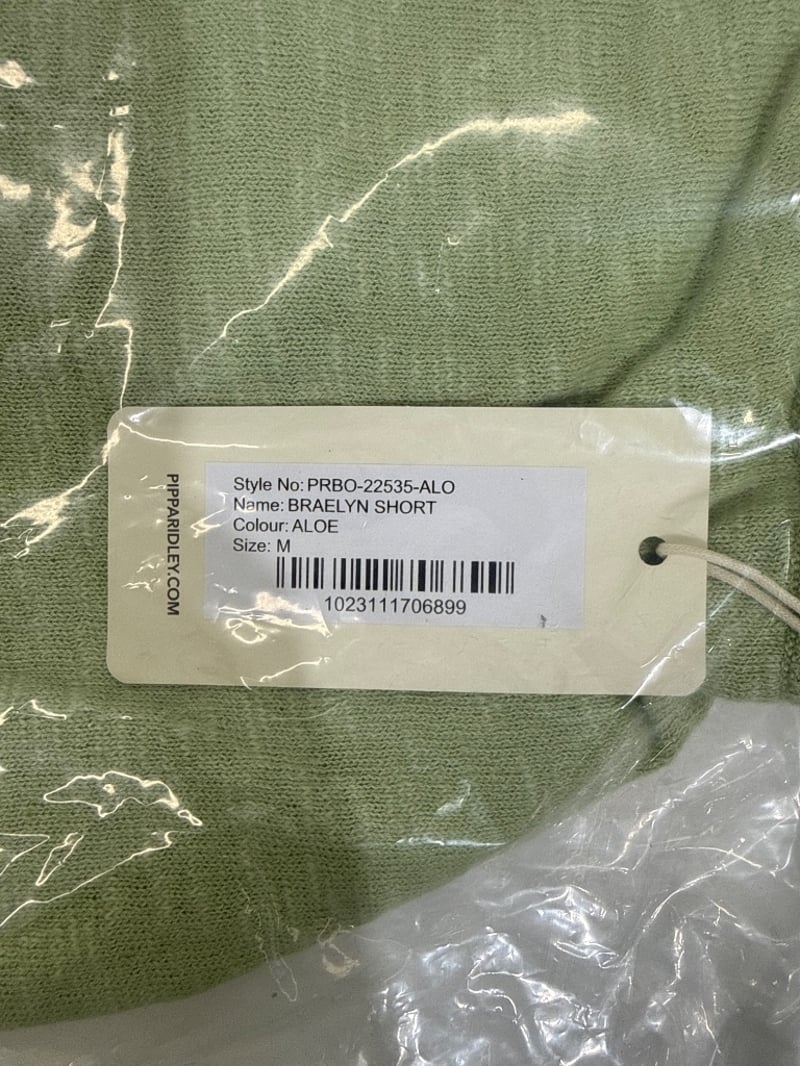 PIPPARIDLEY.COM
Style No: PRBO-22535-ALO
Name: BRAELYN SHORT
Colour: ALOE
Size: M
1023111706899